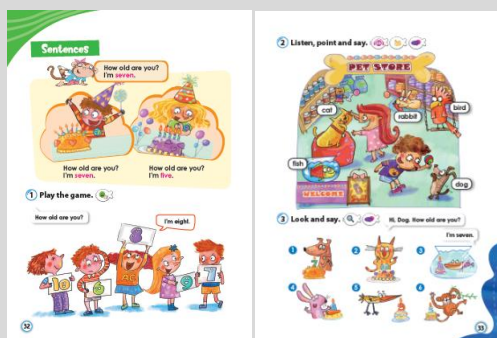 Sentences
How old are you?
I'm seven.
How old are you?
I'm seven.
How old are you?
I'm five.
1 Play the game.
How old are you?
I'm eight.
8
10
6
9
7
32
2 Listen, point and say.
PET STORE
cat
rabbit
bird
fish
dog
WELCOME
3 Look and say.
Hi, Dog. How old are you?
I'm seven.
1
2
3
4
5
6
33